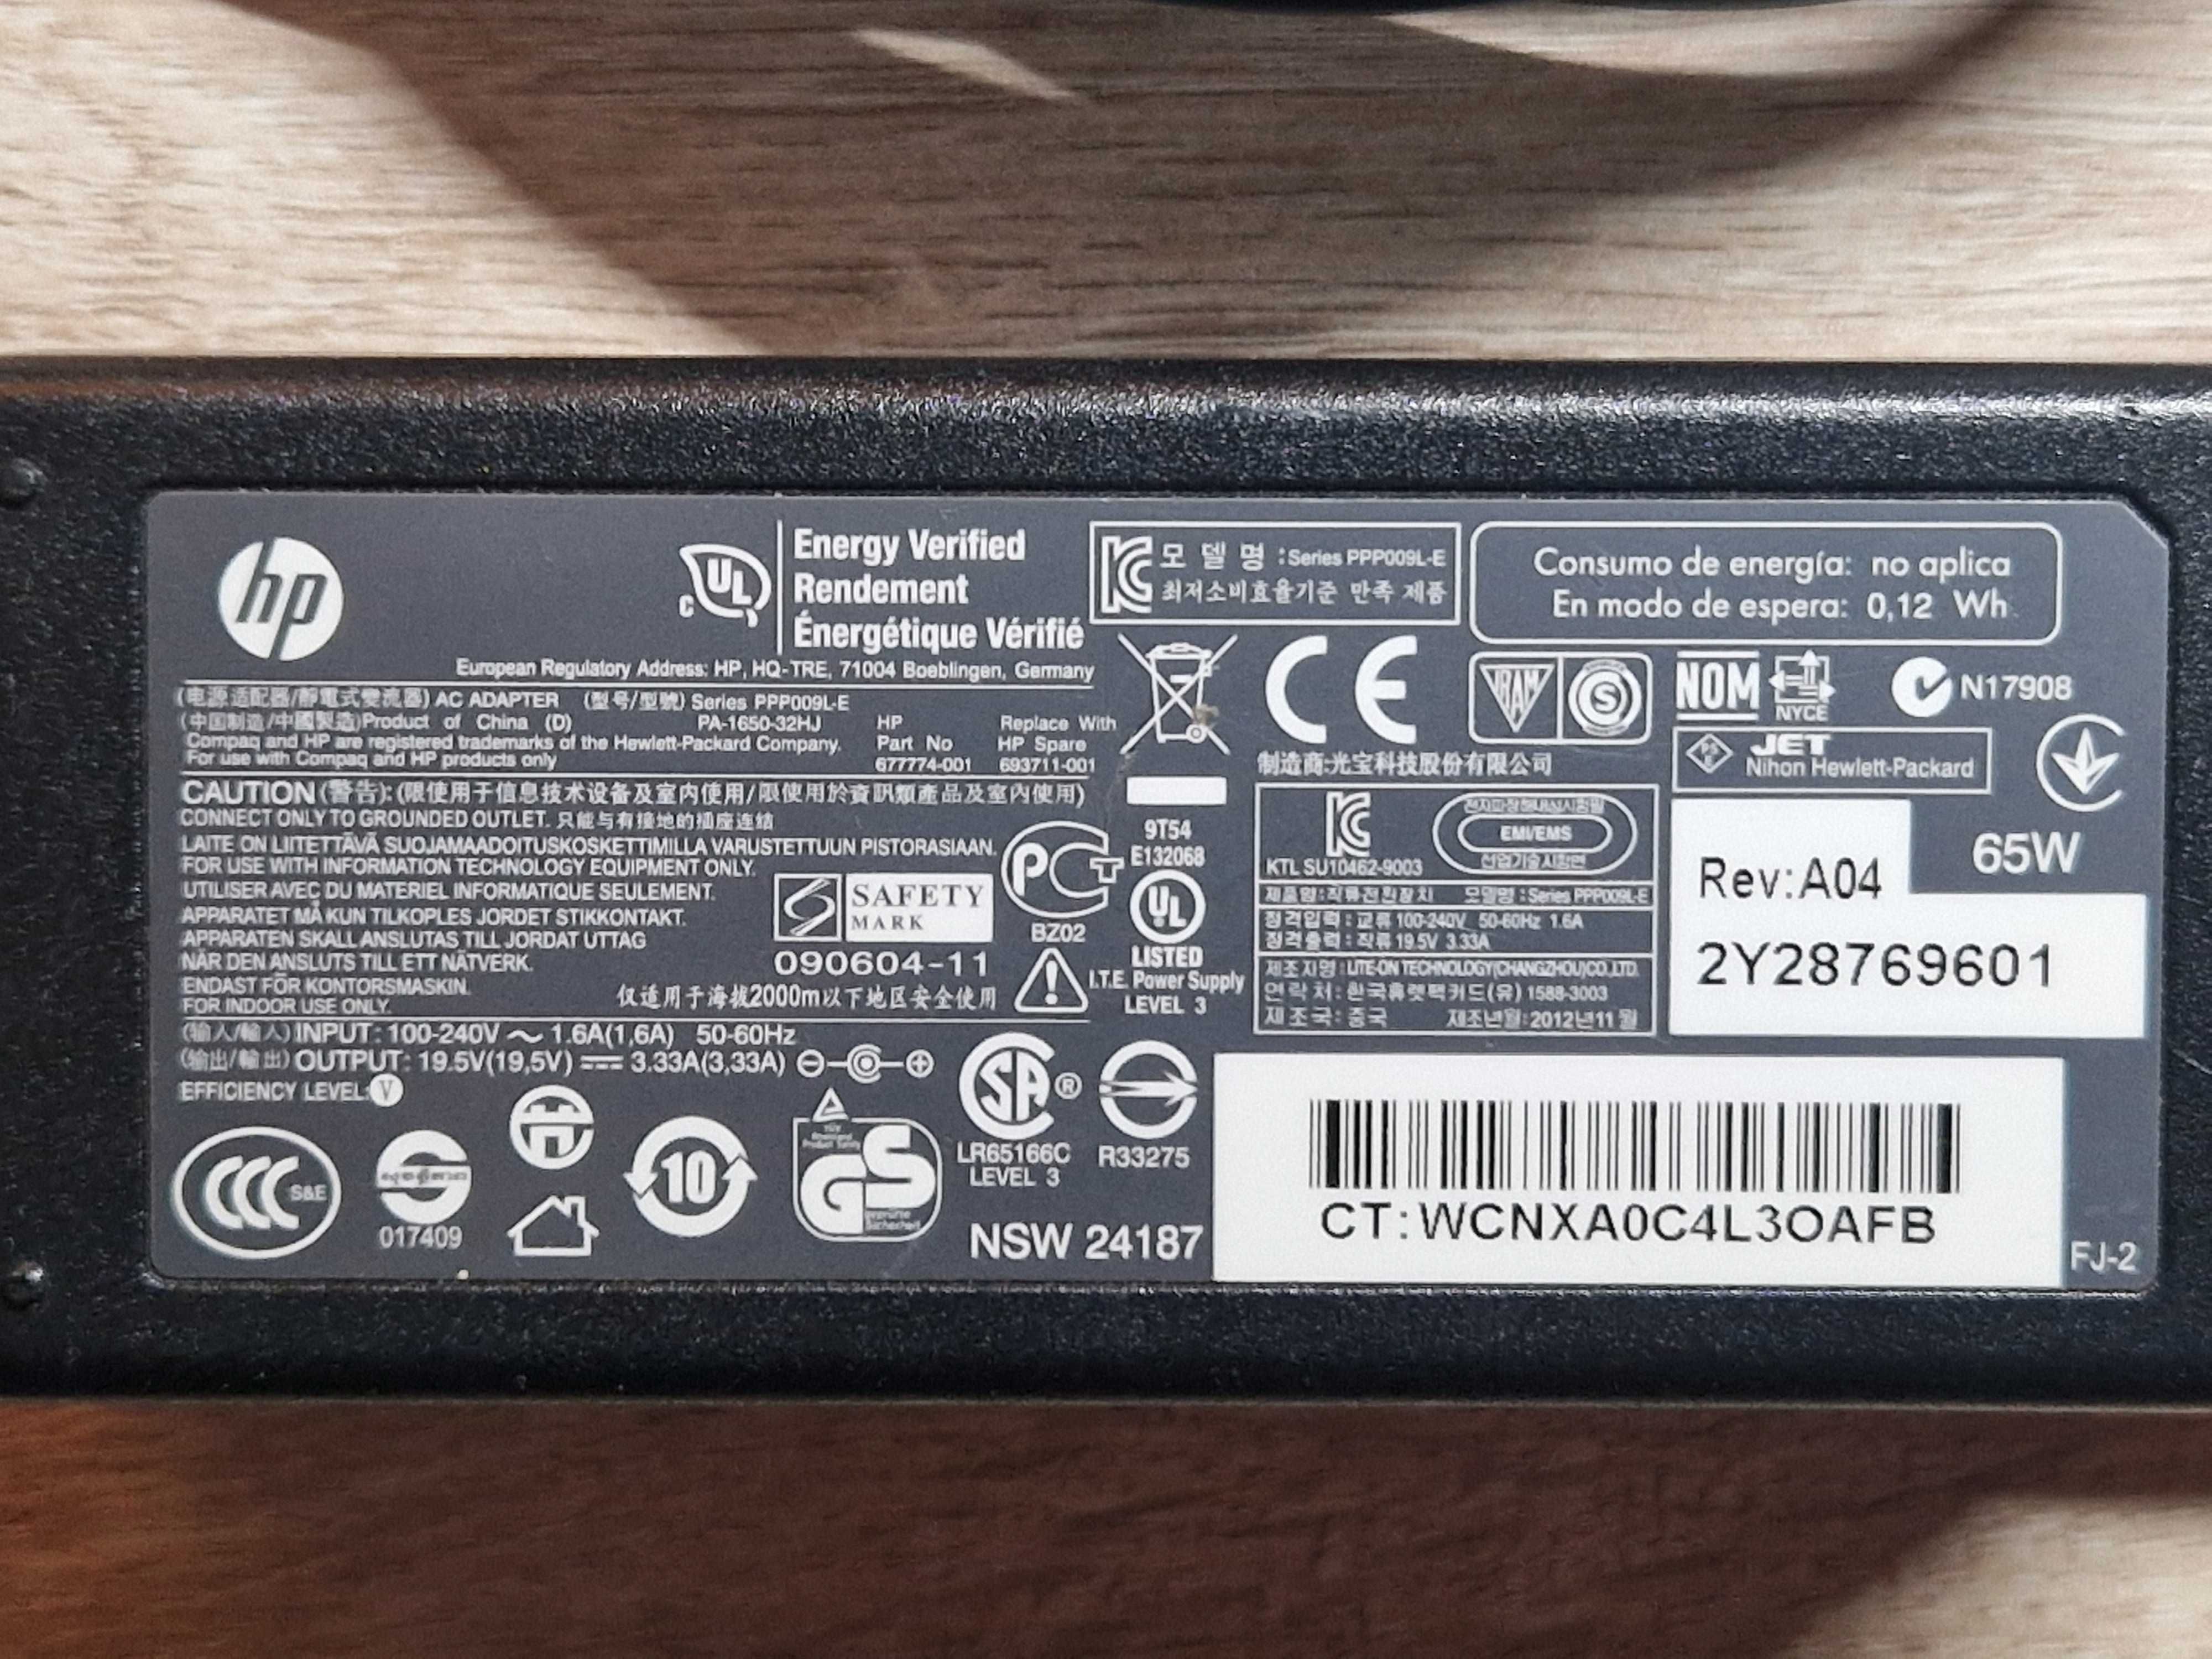 hp
UL
Energy Verified
Rendement
Énergétique Vérifié
European Regulatory Address: HP, HQ-TRE, 71004 Boeblingen, Germany
(电源适配器/靜電式變流器) AC ADAPTER (型号/型號) Series PPP009L-E
(中国制造/中國製造)Product of China (D) PA-1650-32HJ
Compaq and HP are registered trademarks of the Hewlett-Packard Company.
For use with Compaq and HP products only
HP
Part No
677774-001
Replace With
HP Spare
693711-001
CAUTION (警告): (限使用于信息技术设备及室内使用/限使用於資訊類產品及室內使用)
CONNECT ONLY TO GROUNDED OUTLET. 只能与有接地的插座连结
LAITE ON LIITETTÄVÄ SUOJAMAADOITUSKOSKETTIMILLA VARUSTETTUUN PISTORASIAAN.
FOR USE WITH INFORMATION TECHNOLOGY EQUIPMENT ONLY.
UTILISER AVEC DU MATERIEL INFORMATIQUE SEULEMENT.
APPARATET MÅ KUN TILKOPLES JORDET STIKKONTAKT.
APPARATEN SKALL ANSLUTAS TILL JORDAT UTTAG
NÄR DEN ANSLUTS TILL ETT NÄTVERK.
ENDAST FÖR KONTORSMASKIN.
FOR INDOOR USE ONLY.
SAFETY
MARK
090604-11
仅适用于海拔2000m以下地区安全使用
(输入/輸入) INPUT: 100-240V ～ 1.6A(1,6A) 50-60Hz
(输出/輸出) OUTPUT: 19.5V(19,5V) ⎓ 3.33A(3,33A)
EFFICIENCY LEVEL: V
CCC S&E
017409
10
TÜV
Rheinland
Product Safety
GS
geprüfte
Sicherheit
SA ®
LR65166C
LEVEL 3
R33275
NSW 24187
PCT
BZ02
9T54
E132068
UL
LISTED
I.T.E. Power Supply
LEVEL 3
모 델 명 : Series PPP009L-E
최저소비효율기준 만족 제품
CE
制造商:光宝科技股份有限公司
KC
KTL SU10462-9003
EMI/EMS
제품명:직류전원장치 모델명 : Series PPP009L-E
정격입력 : 교류 100-240V 50-60Hz 1.6A
정격출력 : 직류 19.5V 3.33A
제조자명 : LITE-ON TECHNOLOGY(CHANGZHOU)CO.,LTD.
연락처: 한국휴렛팩커드(유) 1588-3003
제조국: 중국 제조년월: 2012년11월
Consumo de energía: no aplica
En modo de espera: 0,12 Wh
IRAM
S
NOM
NYCE
N17908
PS
E
JET
Nihon Hewlett-Packard
65W
Rev:A04
2Y28769601
CT:WCNXA0C4L3OAFB
FJ-2